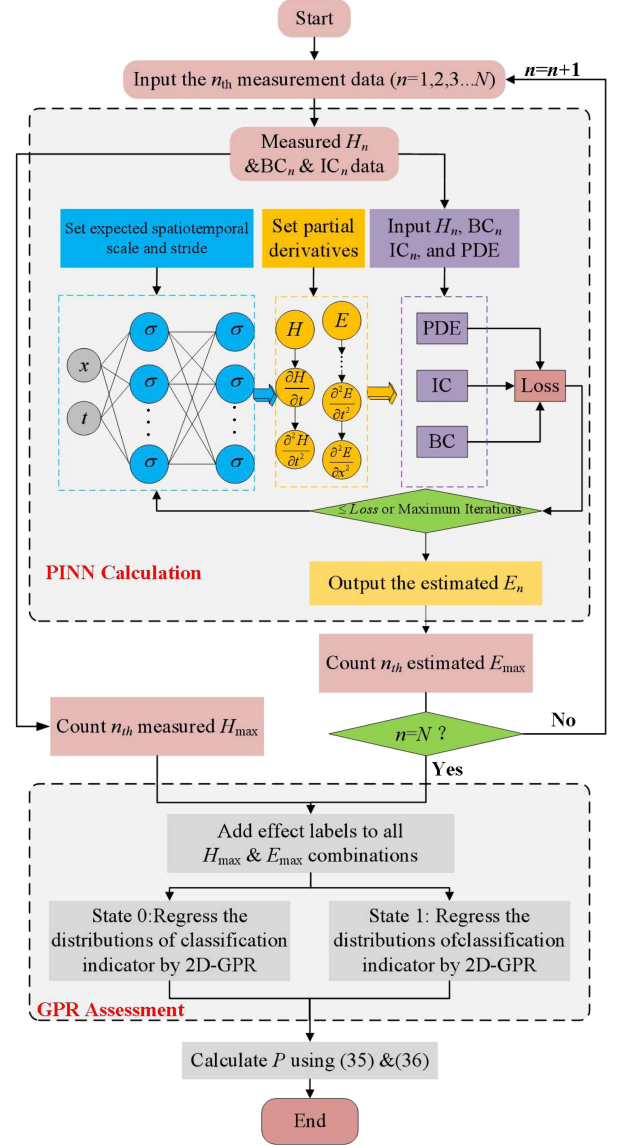 Start
Input the nth measurement data (n=1,2,3...N)
n=n+1
Measured Hn
&BCn & ICn data
Set expected spatiotemporal
scale and stride
Set partial
derivatives
Input Hn, BCn
ICn, and PDE
σ
σ
x
σ
σ
t
σ
σ
H
E
∂H/∂t
∂²E/∂t²
∂²H/∂t²
∂²E/∂x²
PDE
IC
Loss
BC
≤ Loss or Maximum Iterations
PINN Calculation
Output the estimated En
Count nth estimated Emax
Count nth measured Hmax
n=N ?
No
Yes
Add effect labels to all
Hmax & Emax combinations
State 0:Regress the
distributions of classification
indicator by 2D-GPR
State 1: Regress the
distributions ofclassification
indicator by 2D-GPR
GPR Assessment
Calculate P using (35) &(36)
End